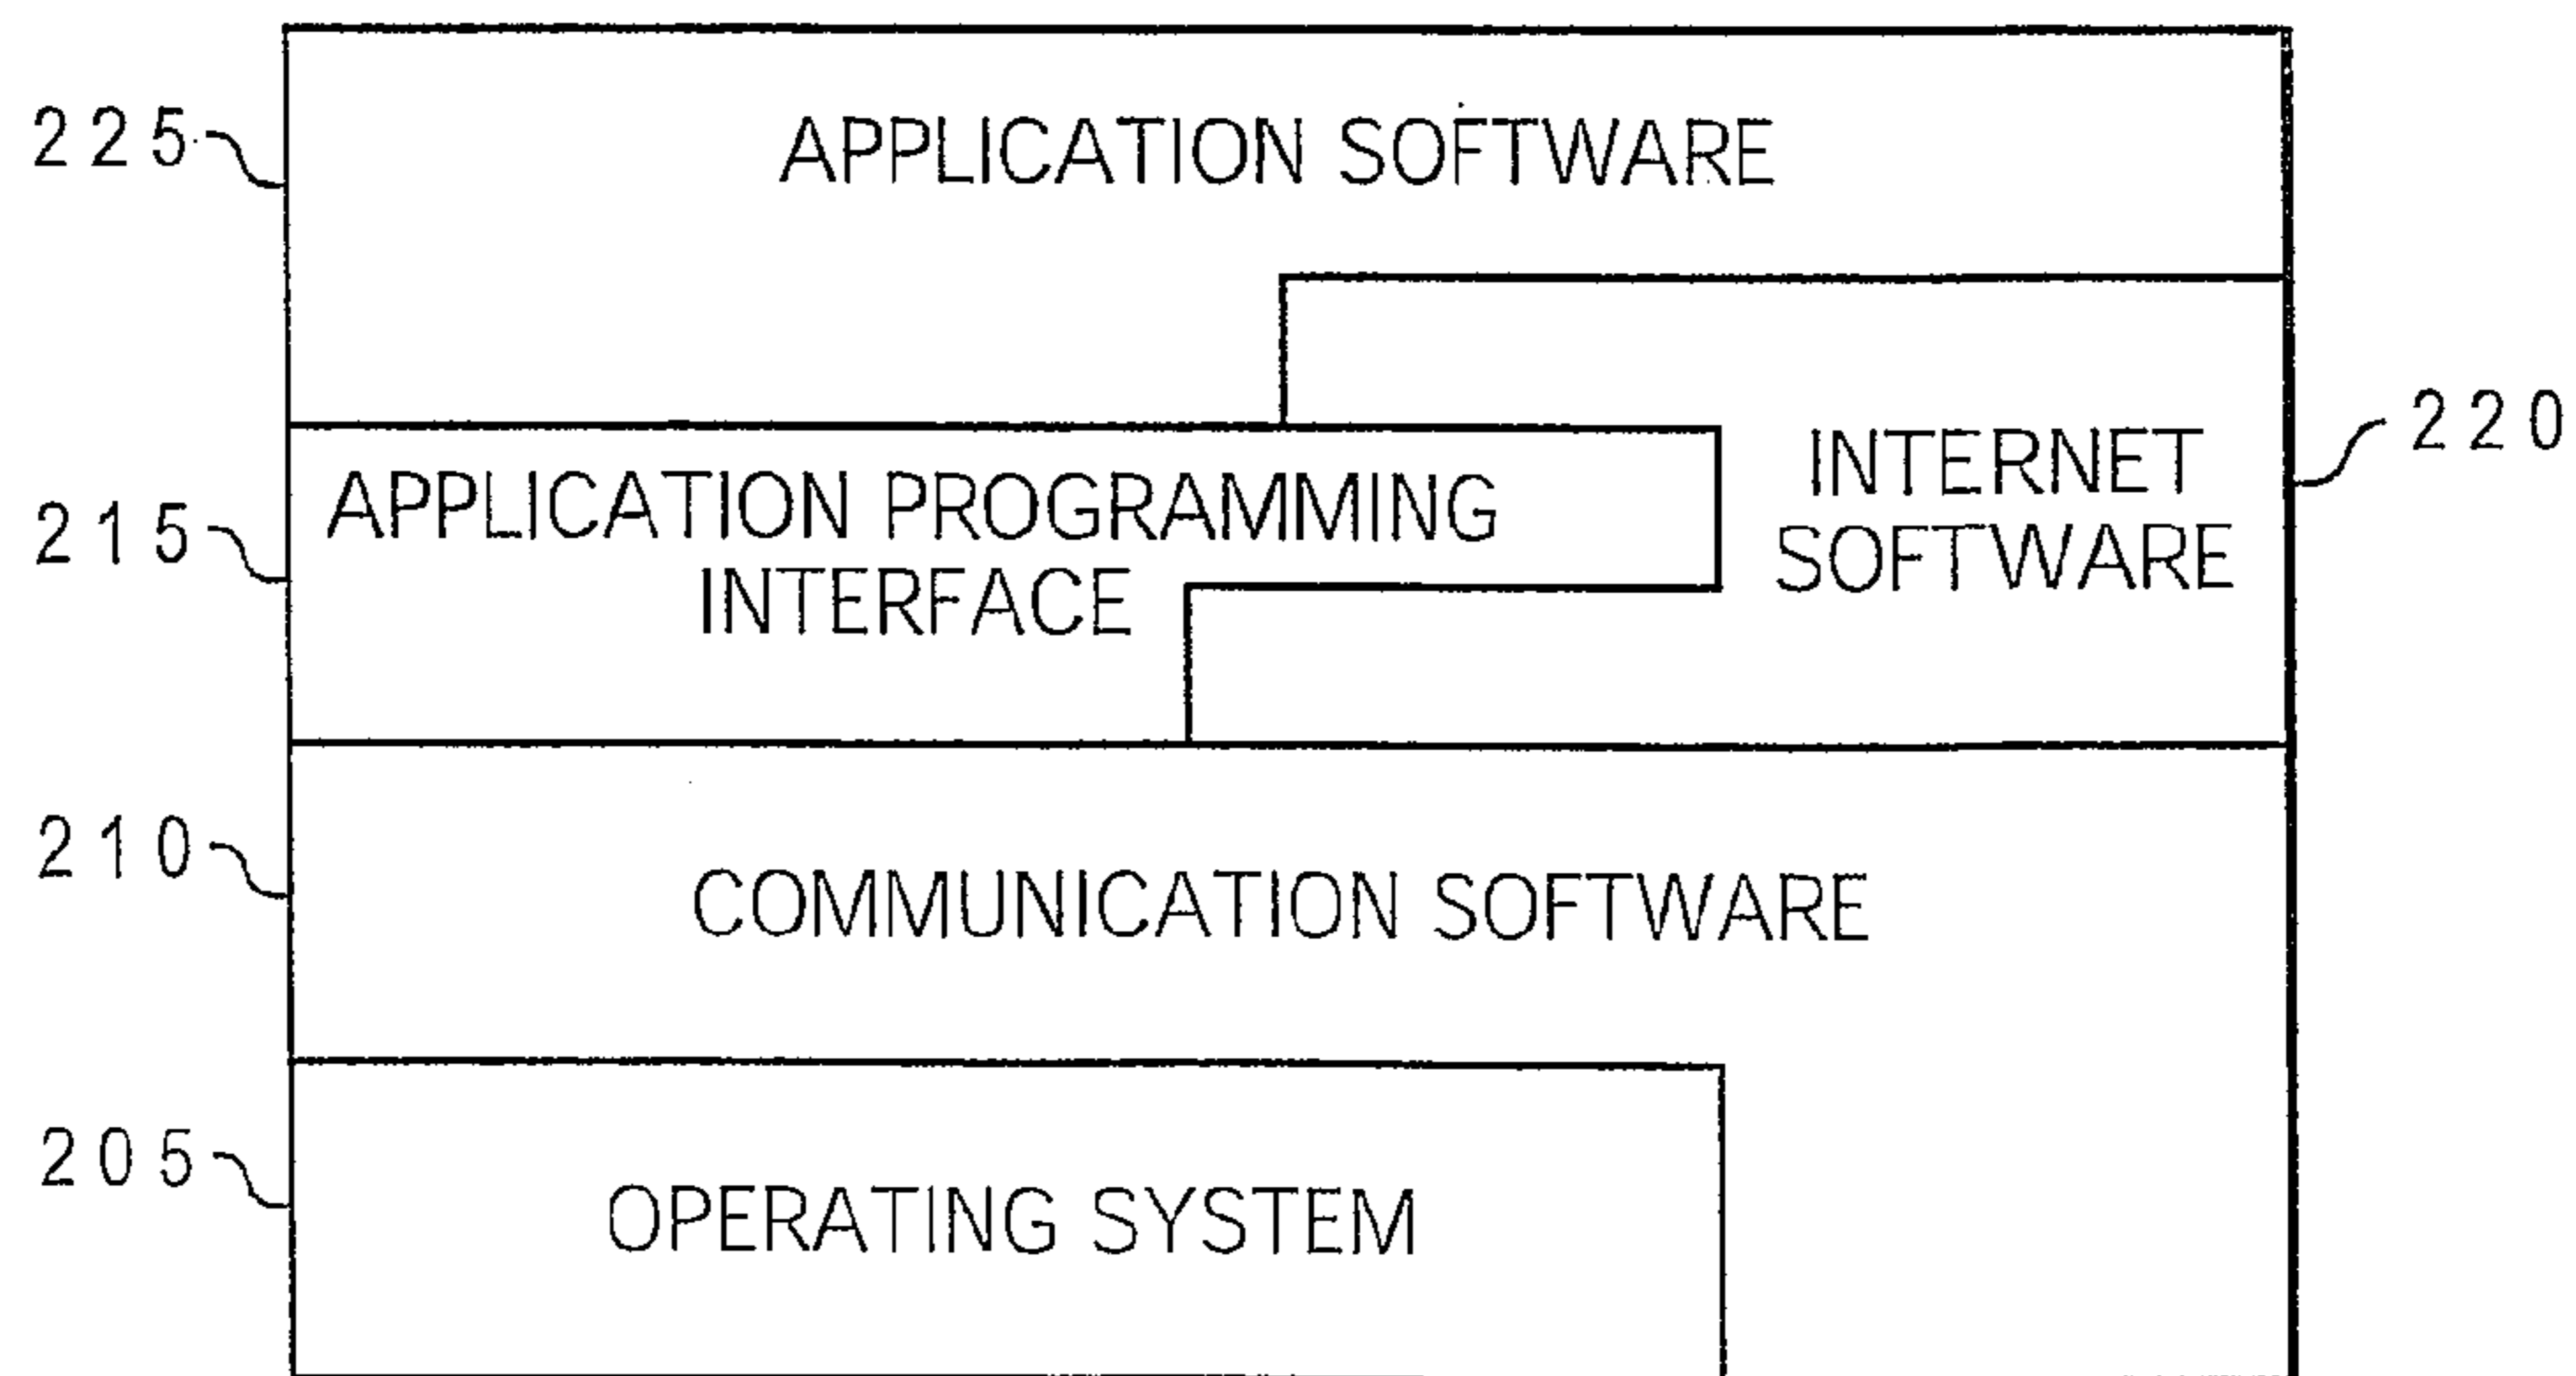 225
APPLICATION SOFTWARE
220
INTERNET
SOFTWARE
215
APPLICATION PROGRAMMING
INTERFACE
210
COMMUNICATION SOFTWARE
205
OPERATING SYSTEM